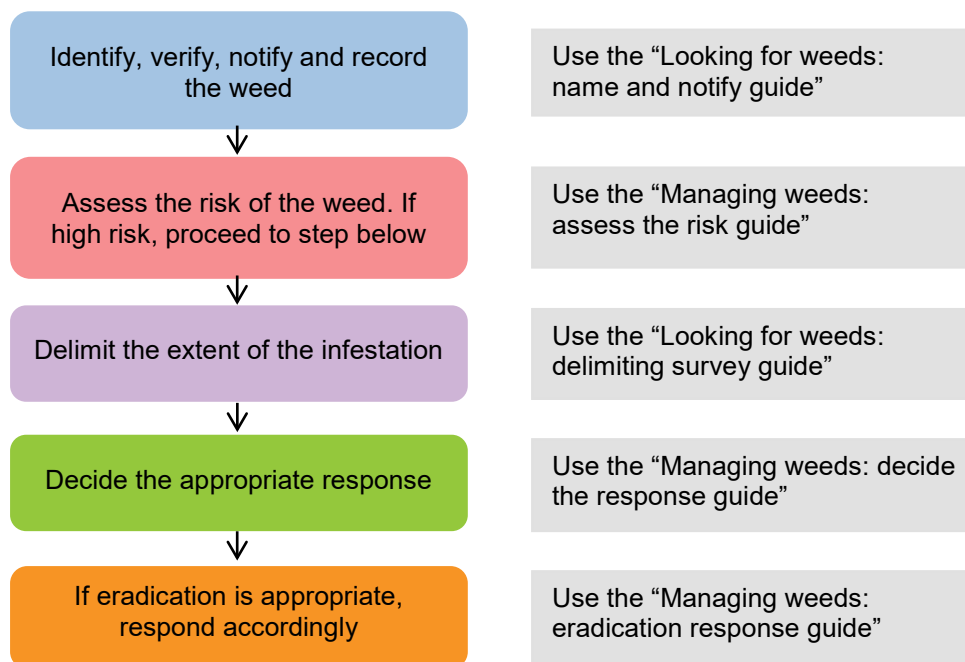 Identify, verify, notify and record
the weed
Use the “Looking for weeds:
name and notify guide”
Assess the risk of the weed. If
high risk, proceed to step below
Use the “Managing weeds:
assess the risk guide”
Delimit the extent of the infestation
Use the “Looking for weeds:
delimiting survey guide”
Decide the appropriate response
Use the “Managing weeds: decide
the response guide”
If eradication is appropriate,
respond accordingly
Use the “Managing weeds:
eradication response guide”